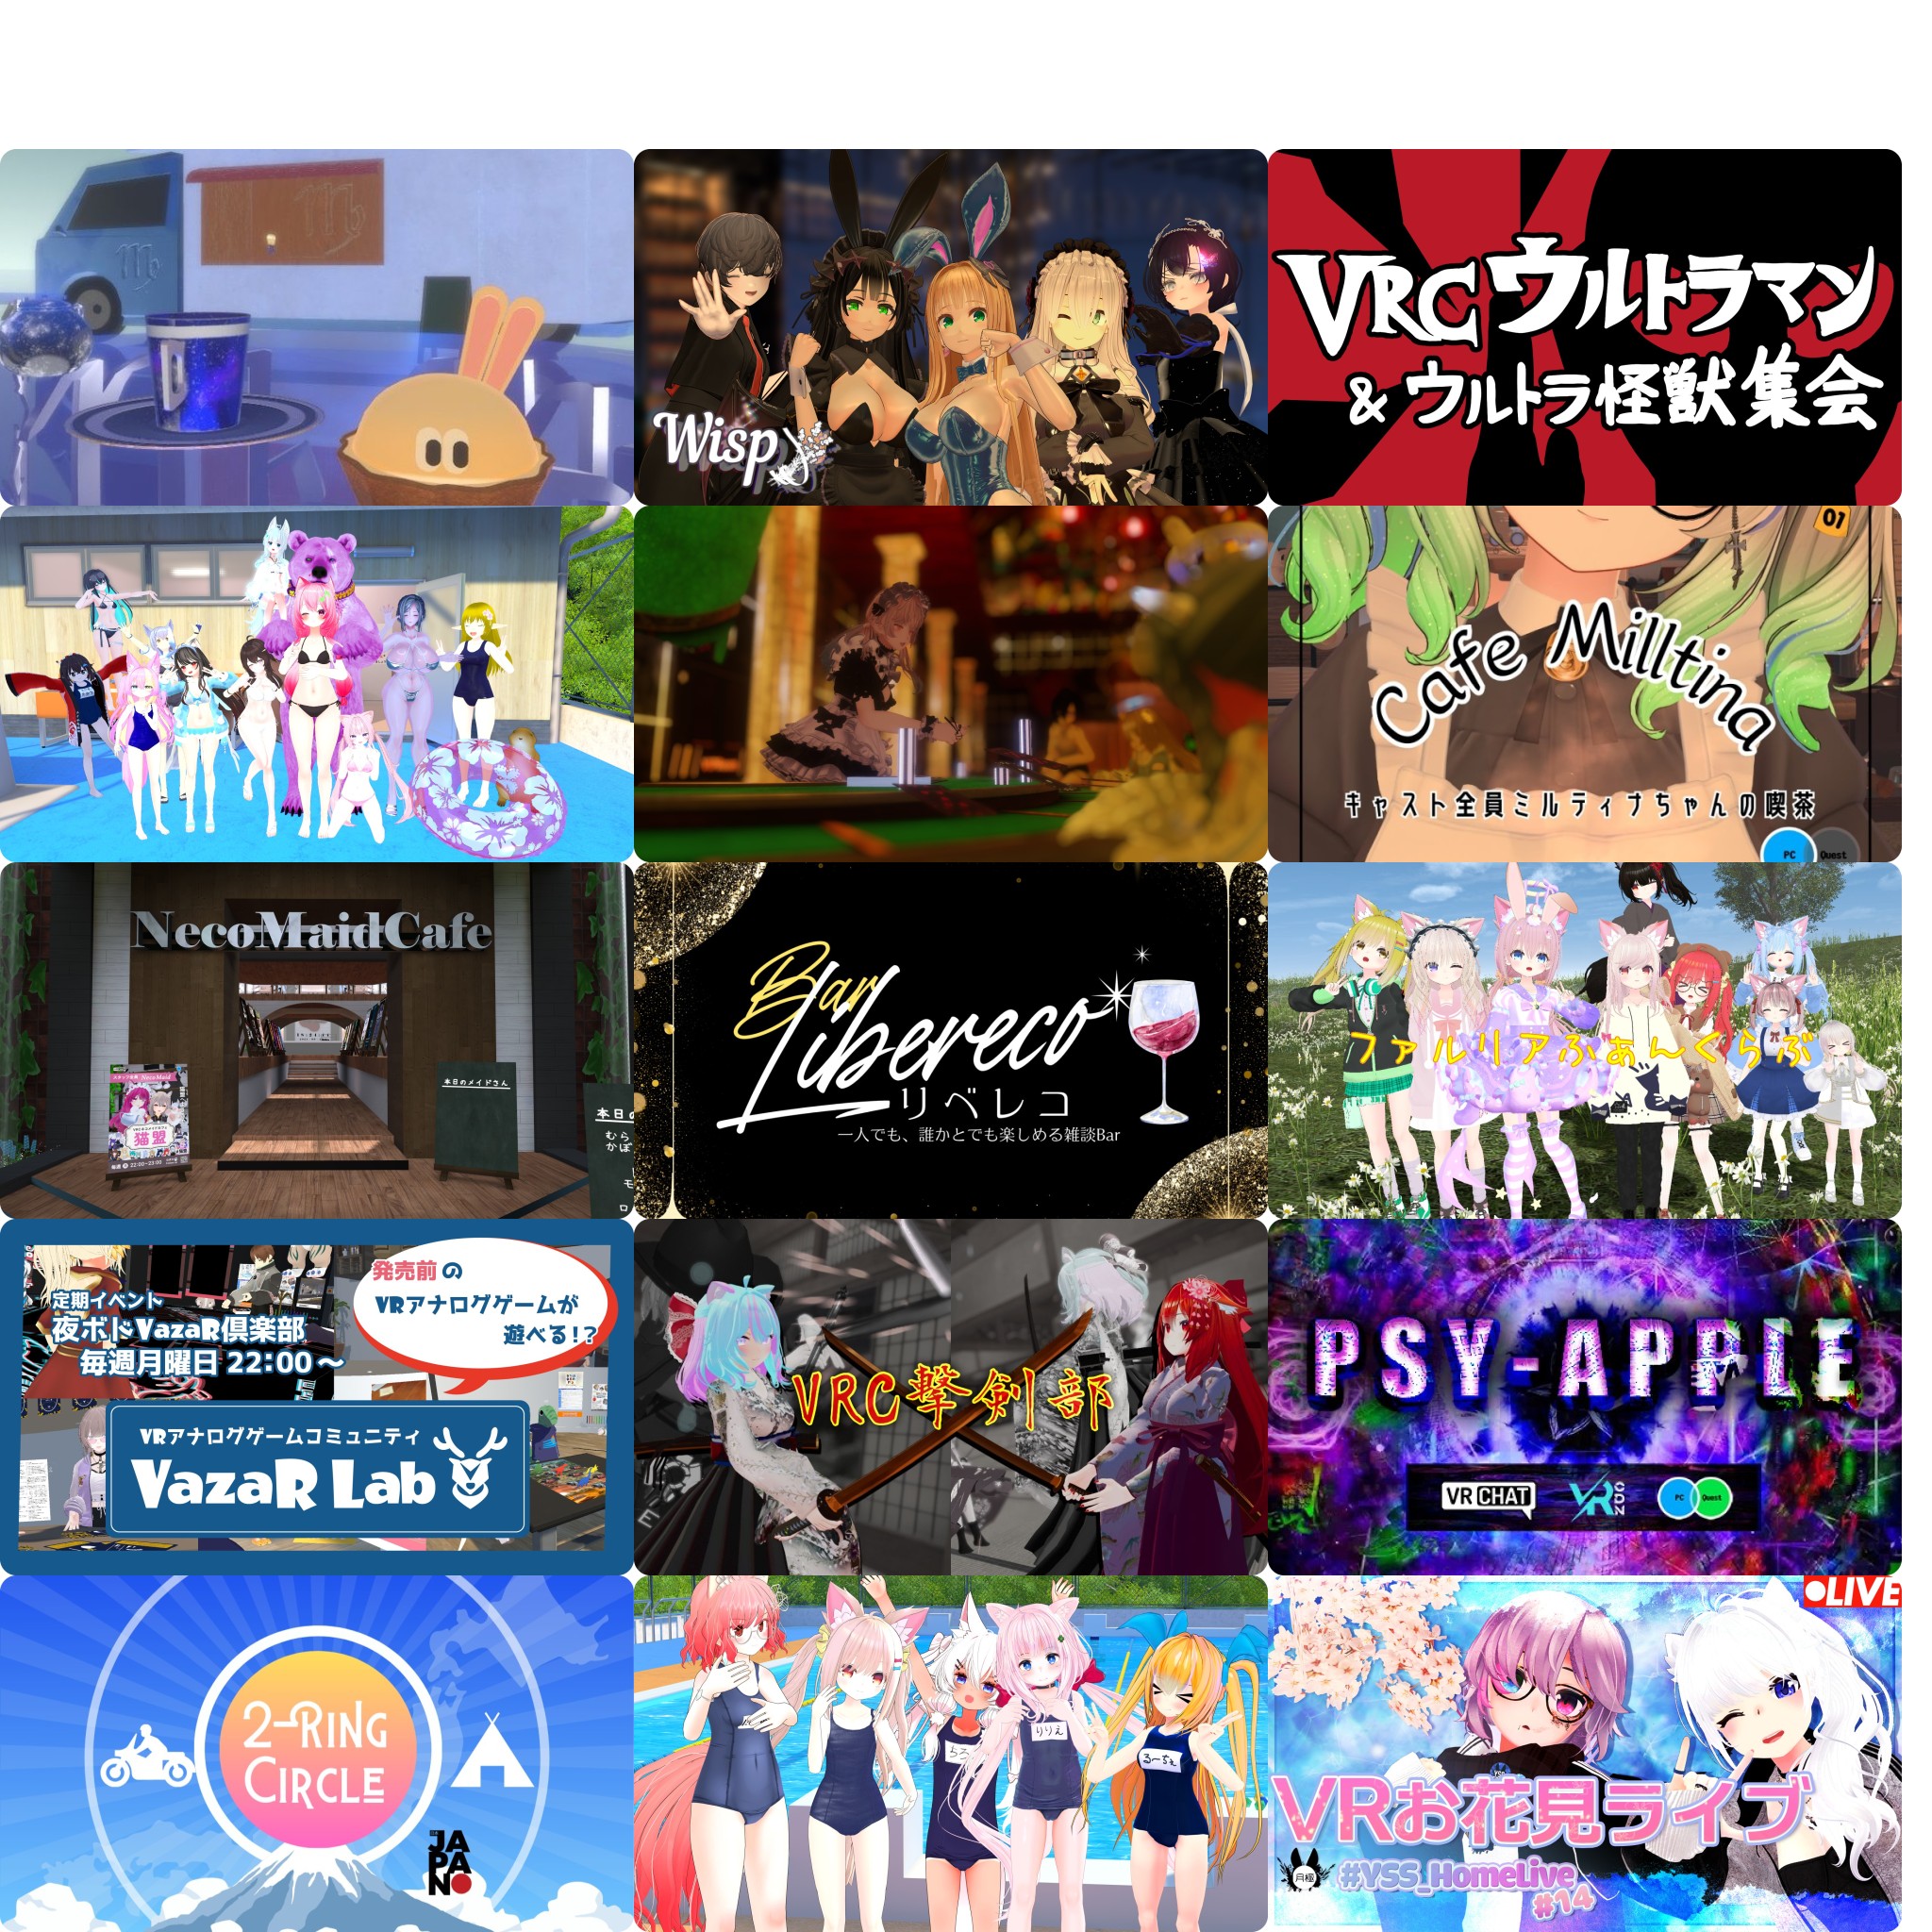 Wisp
VRCウルトラマン
&ウルトラ怪獣集会
01
Cafe Milltina
キャスト全員ミルティナちゃんの喫茶
PC Quest
NecoMaidCafe
本日のメイドさん
猫盟
Bar
Libereco
リベレコ
一人でも、誰かとでも楽しめる雑談Bar
ファルリアふぁんくらぶ
発売前の
VRアナログゲームが
遊べる!?
定期イベント
夜ボドVazaR倶楽部
毎週月曜日 22:00～
VRアナログゲームコミュニティ
VazaR Lab
VRC撃剣部
PSY-APPLE
VRCHAT
PC Quest
2-RING
CIRCLE
JA
PA
NO
りりえ
るーちぇ
LIVE
VRお花見ライブ
月極
#YSS_HomeLive
#14